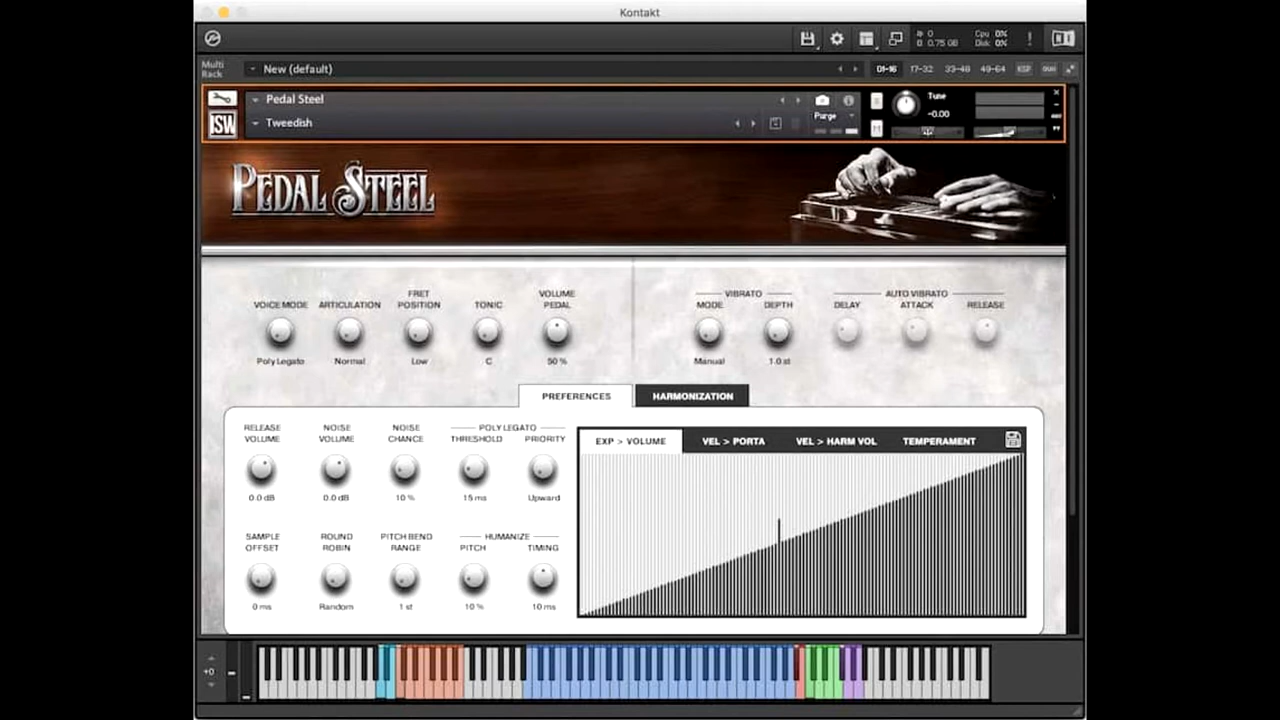 Kontakt
0
Cpu 0%
0.75 GB
Disk 0%
!
Multi
Rack
New (default)
01-16 17-32 33-48 49-64 KSP
Pedal Steel
Tune
ISW
Tweedish
Purge
-0.00
S
M
PEDAL STEEL
VOICE MODE
ARTICULATION
FRET
POSITION
TONIC
VOLUME
PEDAL
VIBRATO
MODE
DEPTH
AUTO VIBRATO
DELAY
ATTACK
RELEASE
Poly Legato
Normal
Low
C
50 %
Manual
1.0 st
PREFERENCES
HARMONIZATION
RELEASE
VOLUME
NOISE
VOLUME
NOISE
CHANCE
POLY LEGATO
THRESHOLD
PRIORITY
0.0 dB
0.0 dB
10 %
15 ms
Upward
EXP > VOLUME
VEL > PORTA
VEL > HARM VOL
TEMPERAMENT
SAMPLE
OFFSET
ROUND
ROBIN
PITCH BEND
RANGE
HUMANIZE
PITCH
TIMING
0 ms
Random
1 st
10 %
10 ms
+0